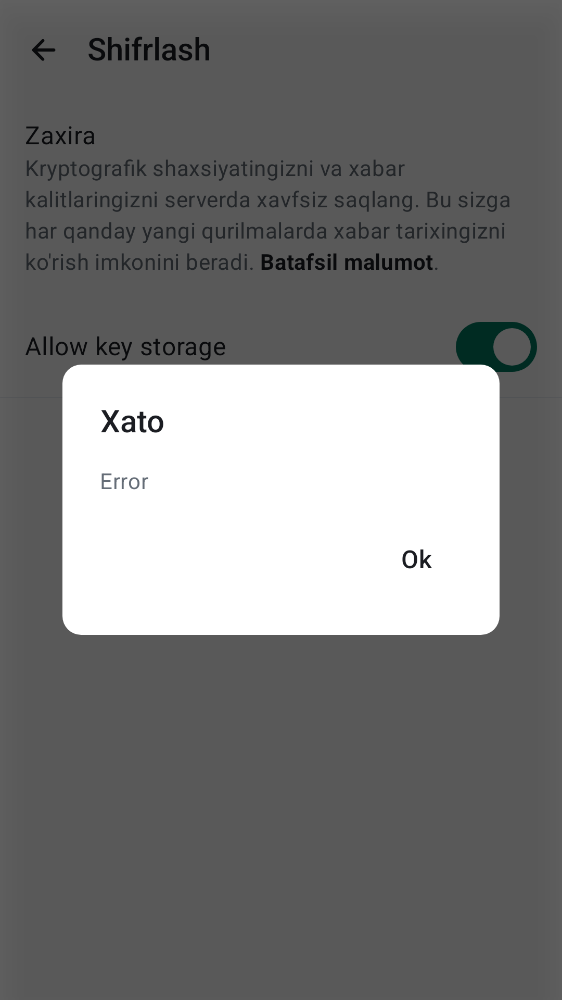 Shifrlash
Zaxira
Kryptografik shaxsiyatingizni va xabar
kalitlaringizni serverda xavfsiz saqlang. Bu sizga
har qanday yangi qurilmalarda xabar tarixingizni
ko'rish imkonini beradi. Batafsil malumot.
Allow key storage
Xato
Error
Ok